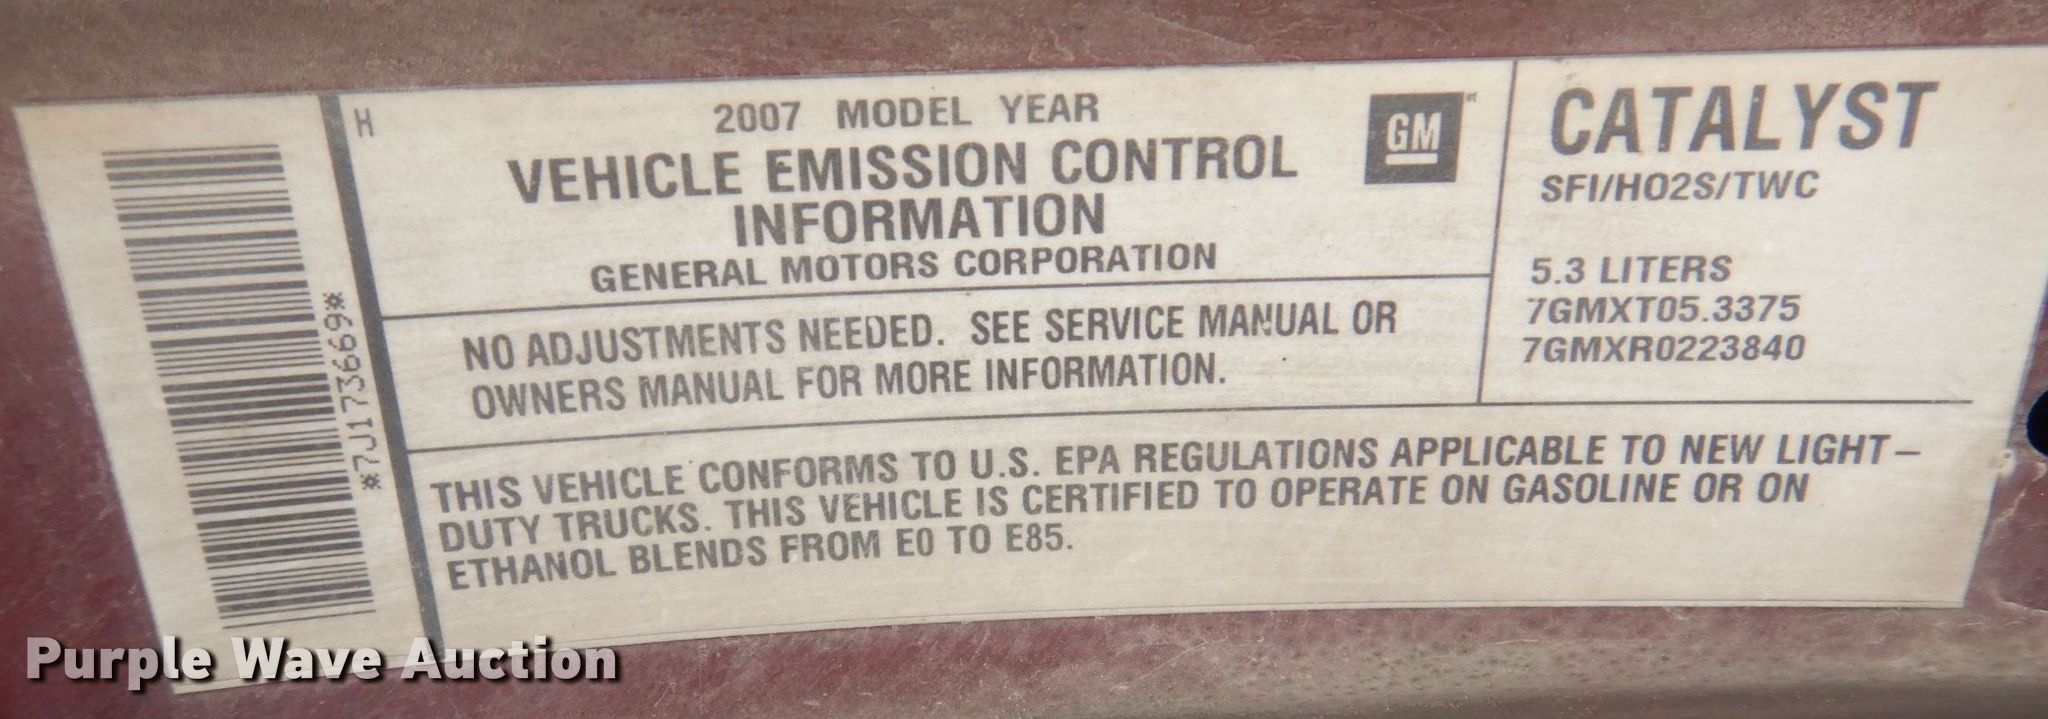 *7J173669*
H
2007 MODEL YEAR
VEHICLE EMISSION CONTROL
INFORMATION
GENERAL MOTORS CORPORATION
GM
NO ADJUSTMENTS NEEDED. SEE SERVICE MANUAL OR
OWNERS MANUAL FOR MORE INFORMATION.
CATALYST
SFI/HO2S/TWC
5.3 LITERS
7GMXT05.3375
7GMXR0223840
THIS VEHICLE CONFORMS TO U.S. EPA REGULATIONS APPLICABLE TO NEW LIGHT-
DUTY TRUCKS. THIS VEHICLE IS CERTIFIED TO OPERATE ON GASOLINE OR ON
ETHANOL BLENDS FROM E0 TO E85.
Purple Wave Auction